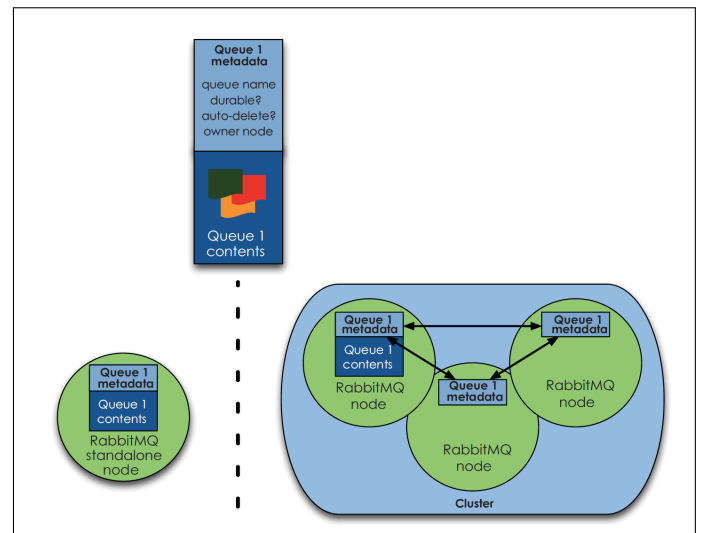 Queue 1
metadata
queue name
durable?
auto-delete?
owner node
Queue 1
contents
Queue 1
metadata
Queue 1
contents
RabbitMQ
standalone
node
Queue 1
metadata
Queue 1
contents
RabbitMQ
node
Queue 1
metadata
RabbitMQ
node
Queue 1
metadata
RabbitMQ
node
Cluster